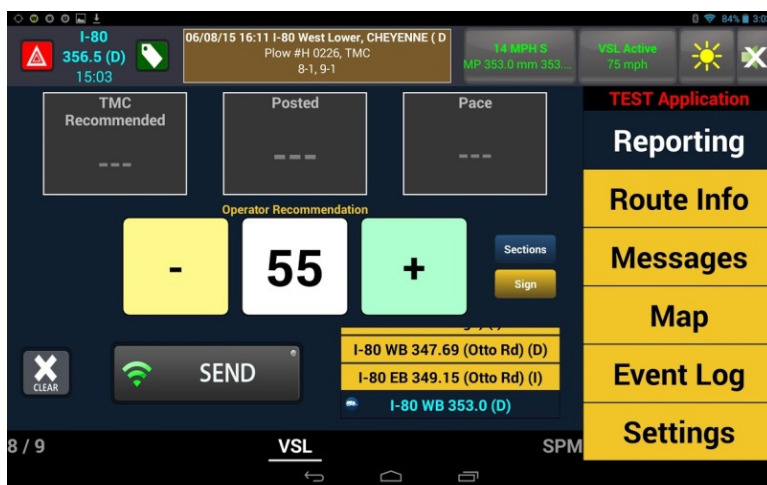 84% 3:0
I-80
356.5 (D)
15:03
06/08/15 16:11 I-80 West Lower, CHEYENNE ( D
Plow #H 0226, TMC
8-1, 9-1
14 MPH S
MP 353.0 mm 353....
VSL Active
75 mph
TMC
Recommended
---
Posted
---
Pace
---
TEST Application
Reporting
Route Info
Messages
Map
Event Log
Settings
Operator Recommendation
-
55
+
Sections
Sign
I-80 WB 347.69 (Otto Rd) (D)
I-80 EB 349.15 (Otto Rd) (I)
I-80 WB 353.0 (D)
CLEAR
SEND
8 / 9
VSL
SPM